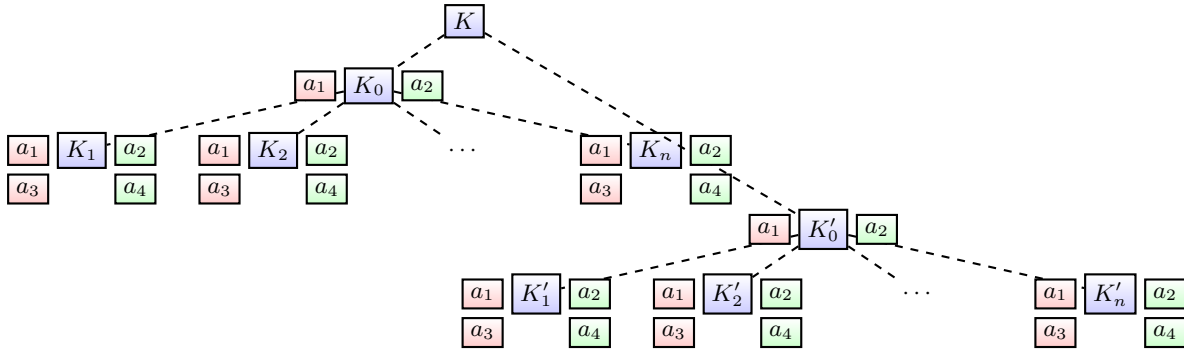 K
a₁ K₀ a₂
a₁ K₁ a₂ a₁ K₂ a₂ ... a₁ Kₙ a₂
a₃ a₄ a₃ a₄ a₃ a₄
a₁ K′₀ a₂
a₁ K′₁ a₂ a₁ K′₂ a₂ ... a₁ K′ₙ a₂
a₃ a₄ a₃ a₄ a₃ a₄